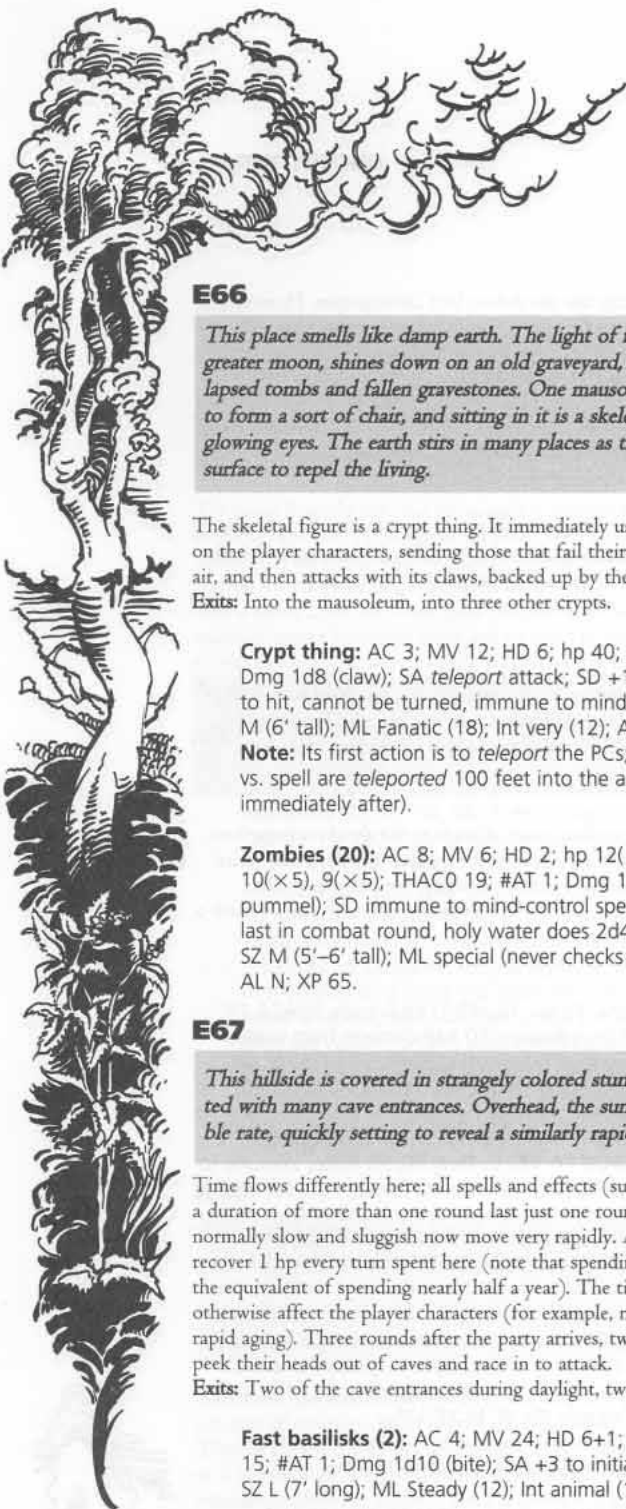 E66
This place smells like damp earth. The light of
greater moon, shines down on an old graveyard,
lapsed tombs and fallen gravestones. One
to form a sort of chair, and sitting in it is a
glowing eyes. The earth stirs in many places as
surface to repel the living.
The skeletal figure is a crypt thing. It immediately
on the player characters, sending those that fail their
air, and then attacks with its claws, backed up by the
Exits: Into the mausoleum, into three other crypts.
Crypt thing: AC 3; MV 12; HD 6; hp 40;
Dmg 1d8 (claw); SA teleport attack; SD +1
to hit, cannot be turned, immune to mind
M (6' tall); ML Fanatic (18); Int very (12);
Note: Its first action is to teleport the PCs;
vs. spell are teleported 100 feet into the
immediately after).
Zombies (20): AC 8; MV 6; HD 2; hp 12(
10(×5), 9(×5); THAC0 19; #AT 1; Dmg 1
pummel); SD immune to mind-control
last in combat round, holy water does 2d4
SZ M (5'–6' tall); ML special (never checks
AL N; XP 65.
E67
This hillside is covered in strangely colored
ted with many cave entrances. Overhead, the
ble rate, quickly setting to reveal a similarly
Time flows differently here; all spells and effects
a duration of more than one round last just one
normally slow and sluggish now move very rapidly.
recover 1 hp every turn spent here (note that
the equivalent of spending nearly half a year). The
otherwise affect the player characters (for example,
rapid aging). Three rounds after the party arrives,
peek their heads out of caves and race in to attack.
Exits: Two of the cave entrances during daylight,
Fast basilisks (2): AC 4; MV 24; HD 6+1;
15; #AT 1; Dmg 1d10 (bite); SA +3 to
SZ L (7' long); ML Steady (12); Int animal (1